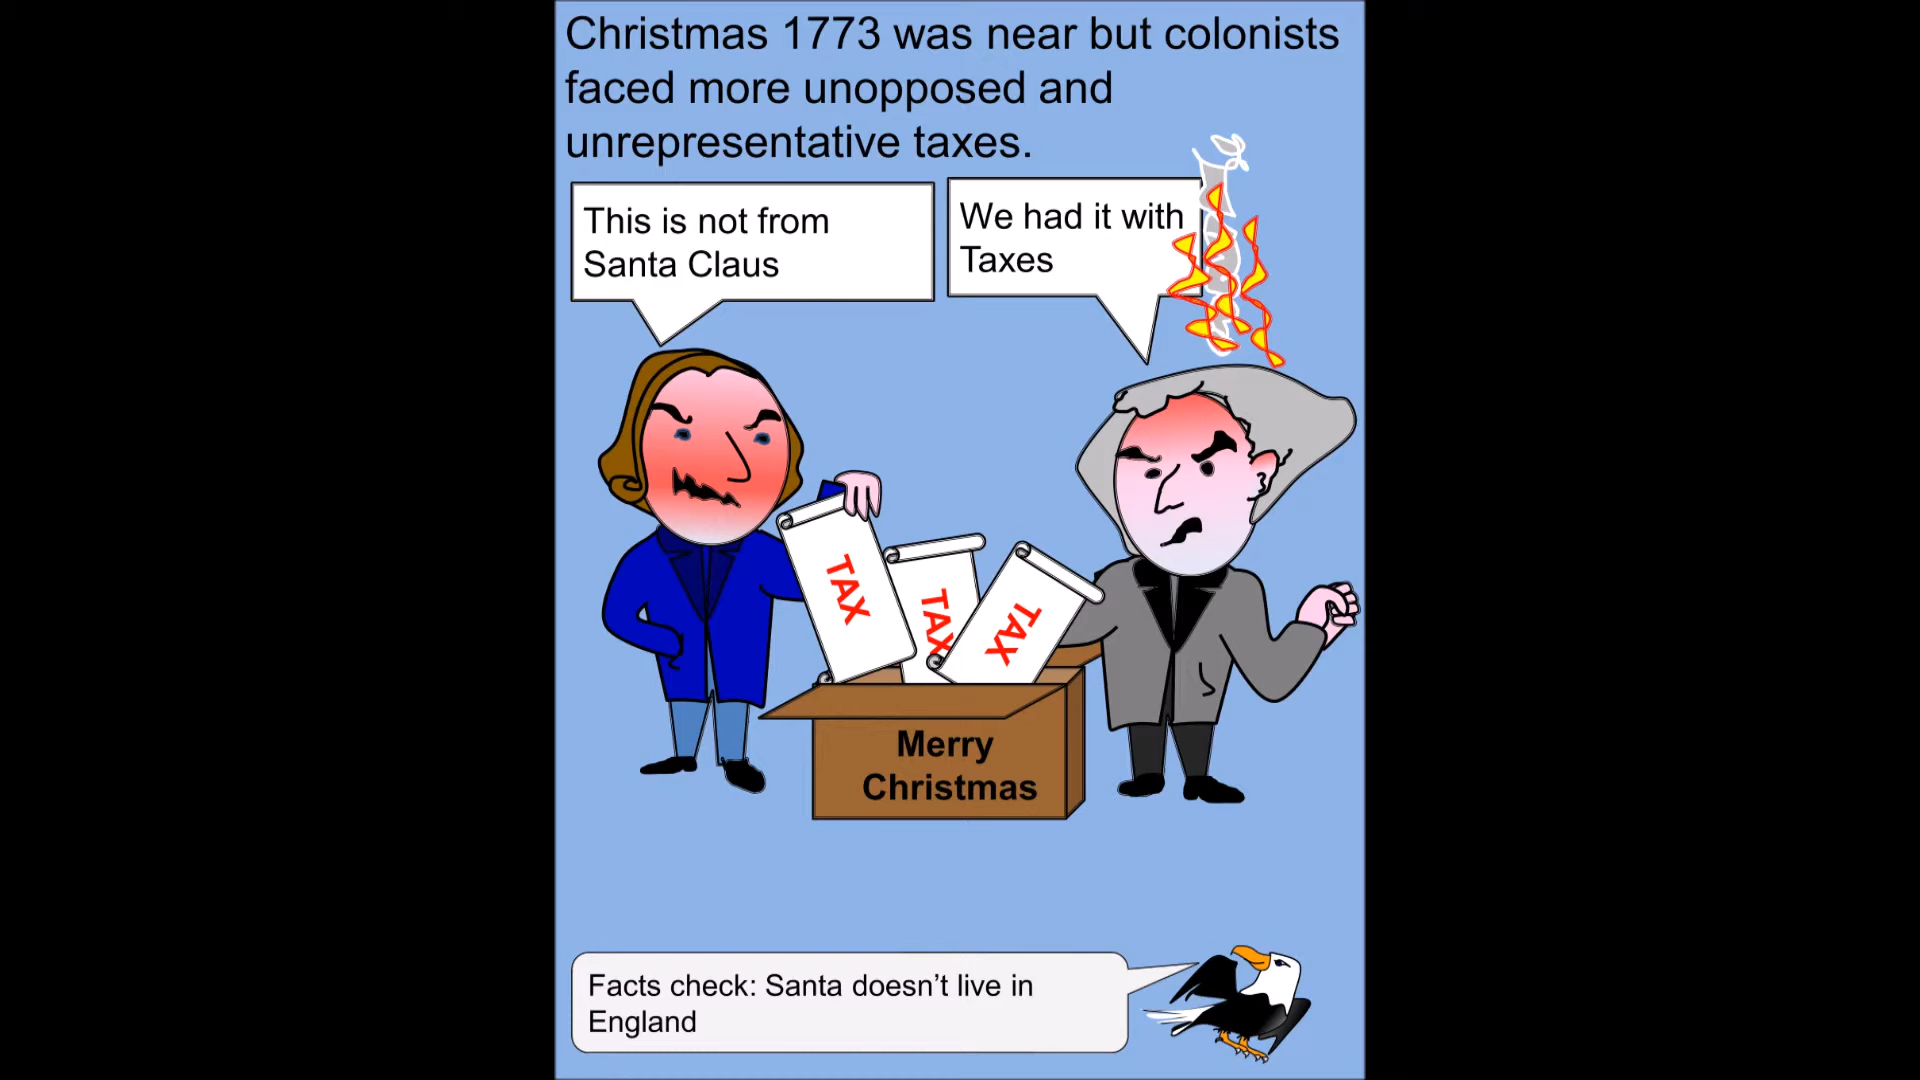 Christmas 1773 was near but colonists
faced more unopposed and
unrepresentative taxes.
This is not from
Santa Claus
We had it with
Taxes
TAX
TAX
TAX
Merry
Christmas
Facts check: Santa doesn’t live in
England